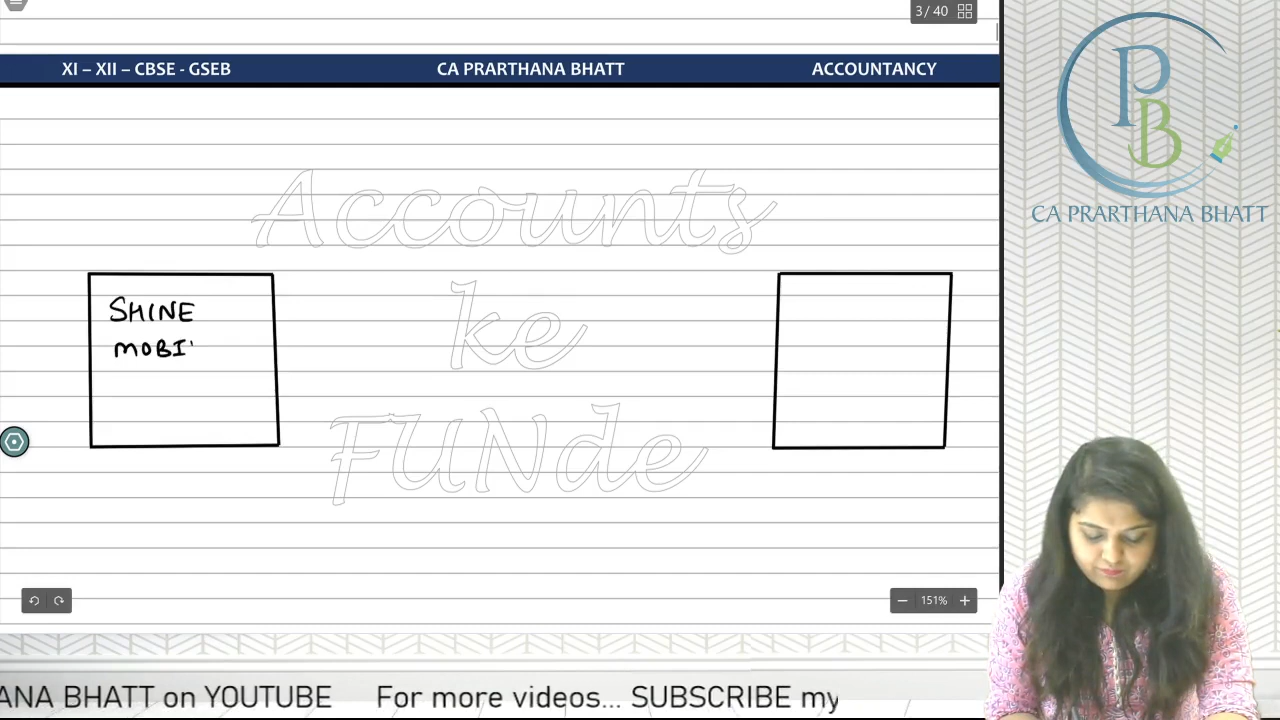 3 / 40
XI – XII – CBSE - GSEB CA PRARTHANA BHATT ACCOUNTANCY
PB
CA PRARTHANA BHATT
Accounts
ke
FUNde
SHINE
MOBI
151%
ANA BHATT on YOUTUBE For more videos... SUBSCRIBE my